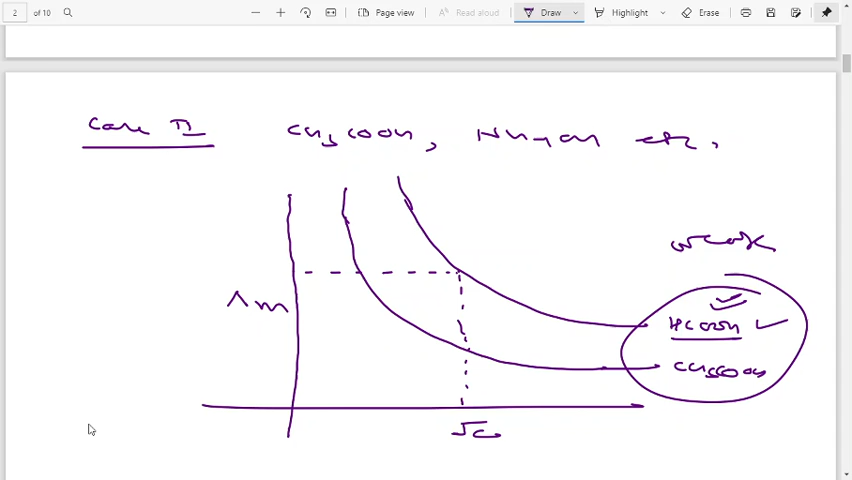 2 of 10 Page view Read aloud Draw Highlight Erase
Case II CH3COOH, NH4OH etc.
weak
Λm
HCOOH
CH3COOH
√C